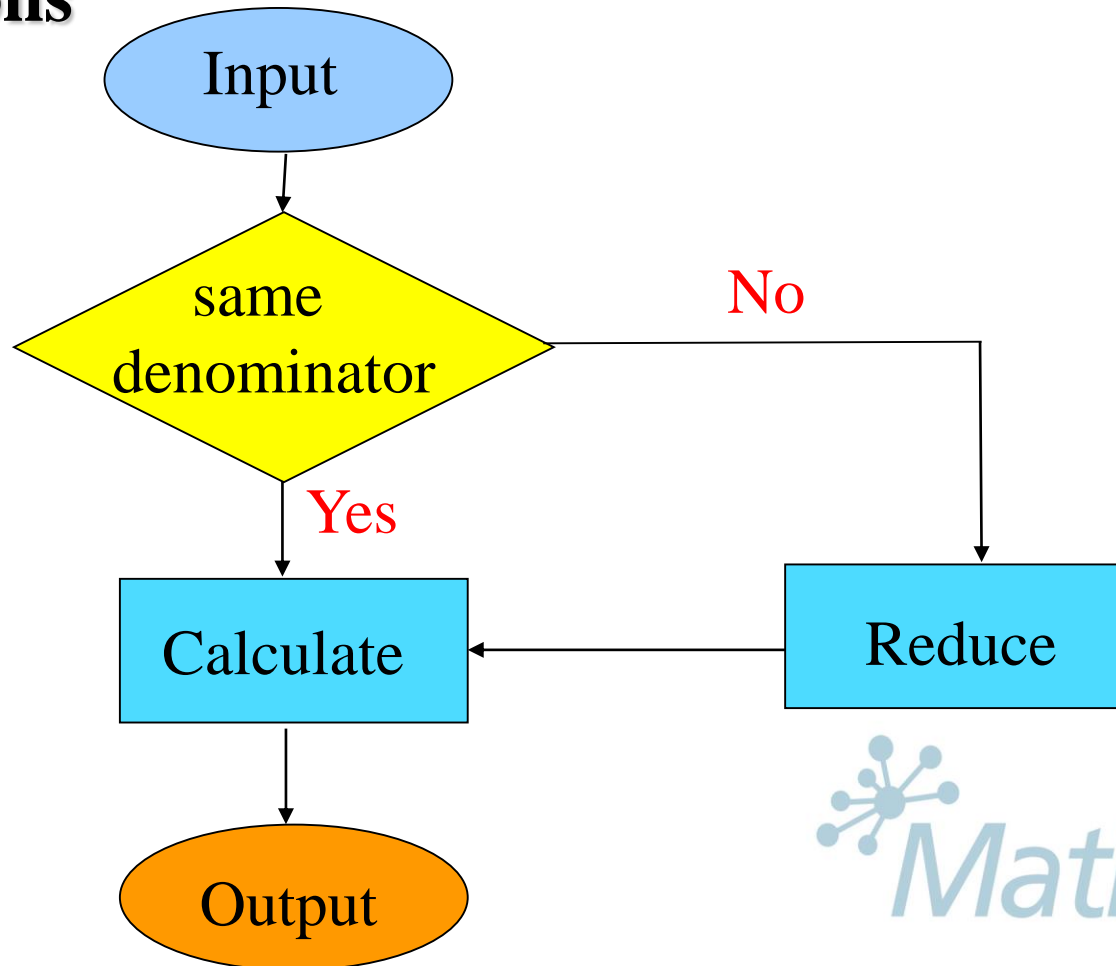 Input
same
denominator
No
Yes
Calculate
Reduce
Output